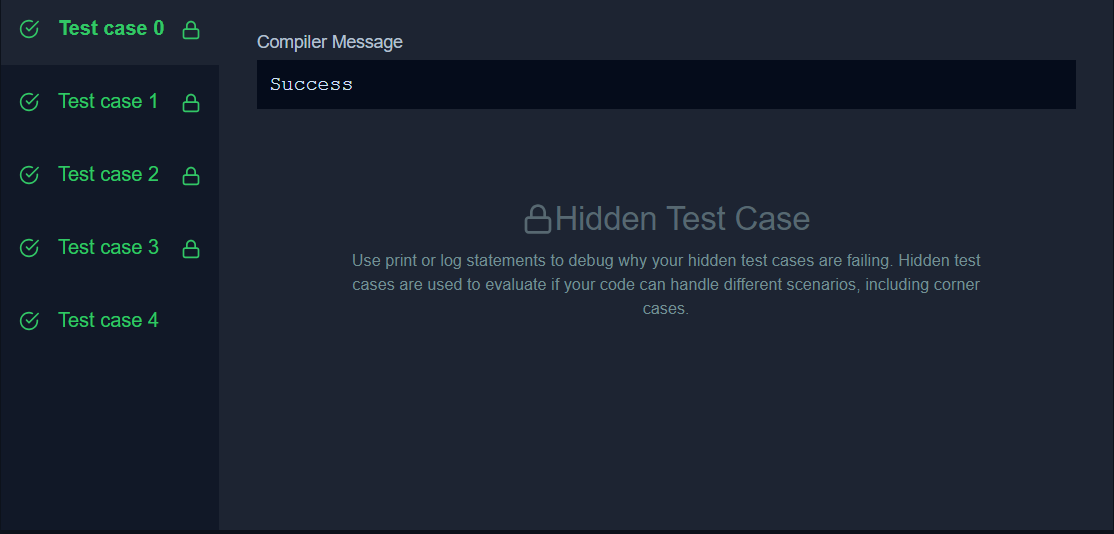 Test case 0
Test case 1
Test case 2
Test case 3
Test case 4
Compiler Message
Success
Hidden Test Case
Use print or log statements to debug why your hidden test cases are failing. Hidden test
cases are used to evaluate if your code can handle different scenarios, including corner
cases.